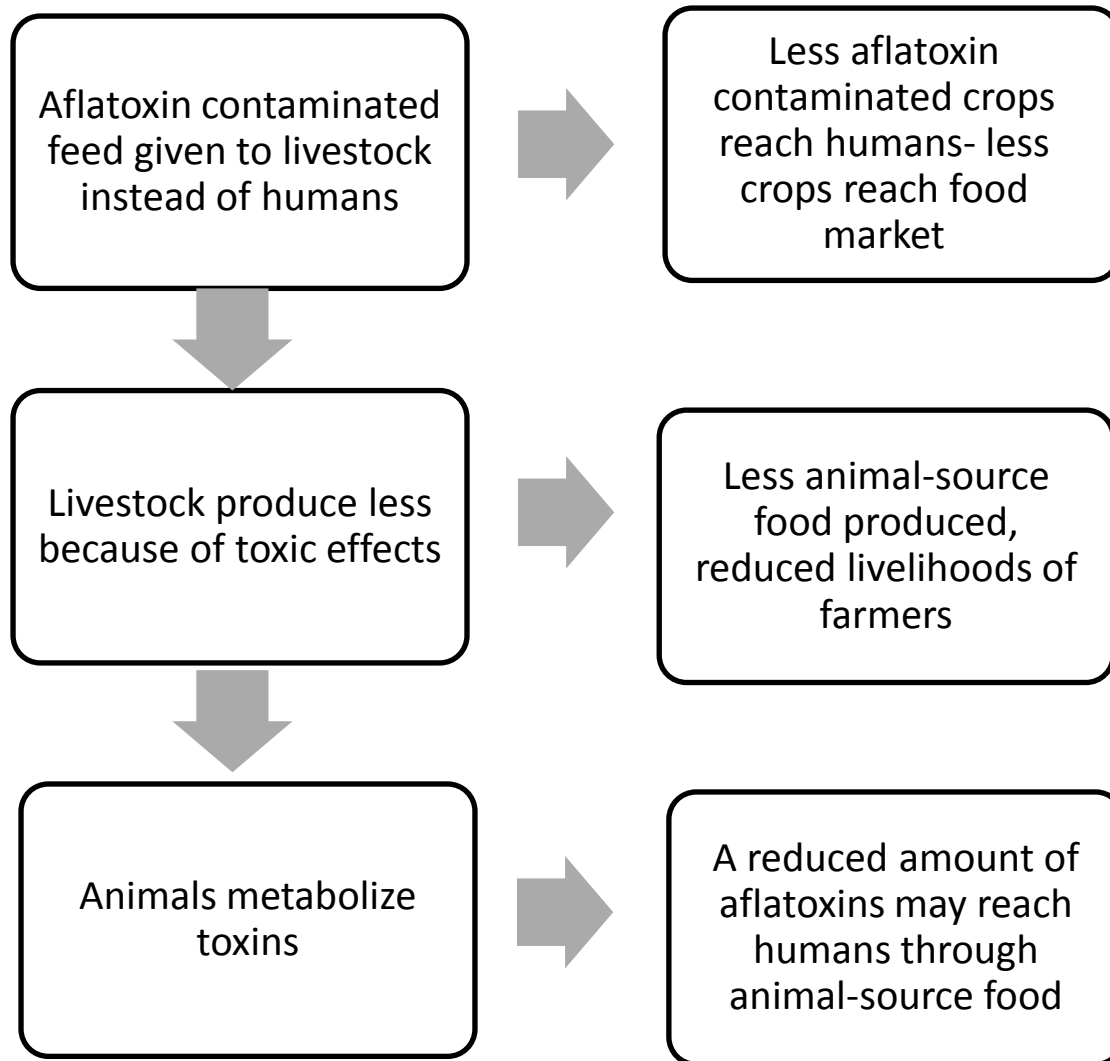 Aflatoxin contaminated
feed given to livestock
instead of humans
Less aflatoxin
contaminated crops
reach humans- less
crops reach food
market
Livestock produce less
because of toxic effects
Less animal-source
food produced,
reduced livelihoods of
farmers
Animals metabolize
toxins
A reduced amount of
aflatoxins may reach
humans through
animal-source food